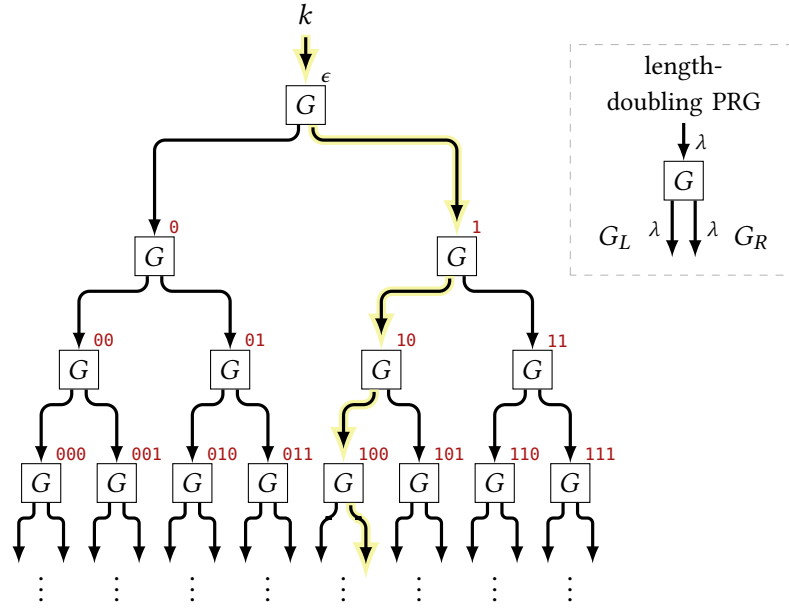 k
G ϵ
length-
doubling PRG
λ
G
G_L λ λ G_R
G 0 G 1
G 00 G 01 G 10 G 11
G 000 G 001 G 010 G 011 G 100 G 101 G 110 G 111
⋮ ⋮ ⋮ ⋮ ⋮ ⋮ ⋮ ⋮